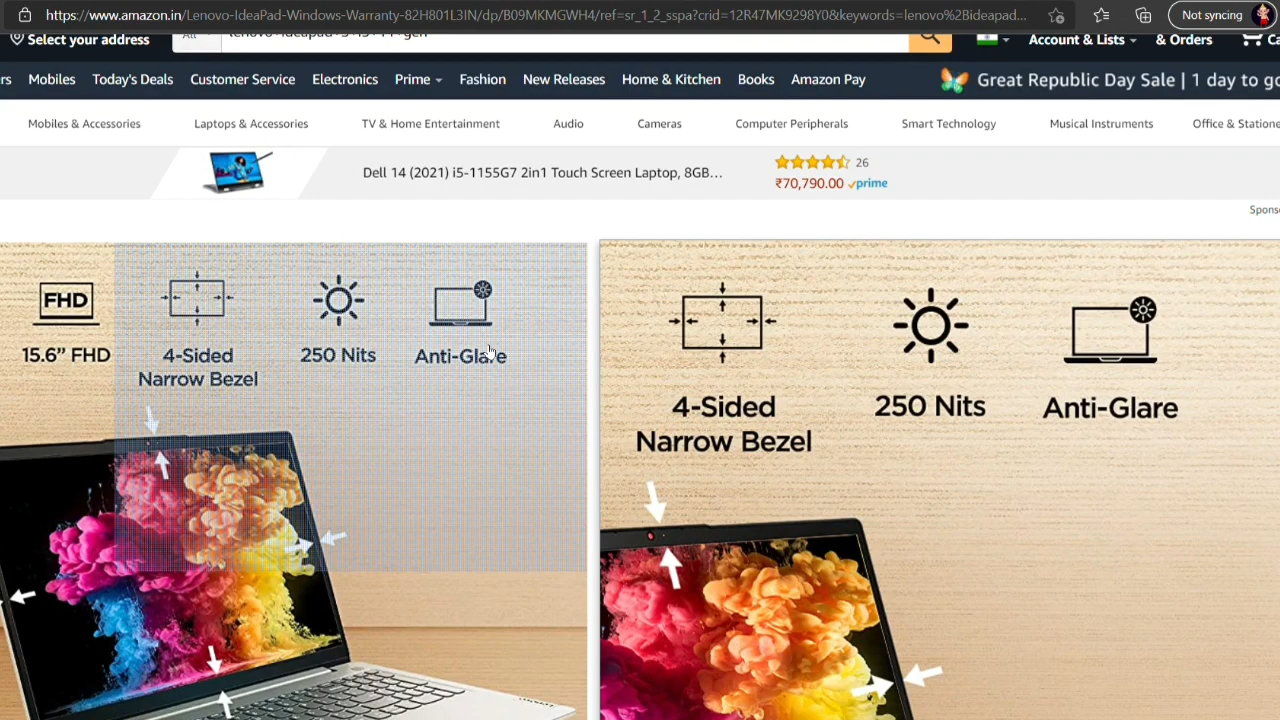 https://www.amazon.in/Lenovo-IdeaPad-Windows-Warranty-82H801L3IN/dp/B09MKMGWH4/ref=sr_1_2_sspa?crid=12R47MK9298Y0&keywords=lenovo%2Bideapad...
Not syncing
Select your address
All
Account & Lists
& Orders
rs Mobiles Today's Deals Customer Service Electronics Prime Fashion New Releases Home & Kitchen Books Amazon Pay Great Republic Day Sale | 1 day to go
Mobiles & Accessories Laptops & Accessories TV & Home Entertainment Audio Cameras Computer Peripherals Smart Technology Musical Instruments Office & Statione
Dell 14 (2021) i5-1155G7 2in1 Touch Screen Laptop, 8GB...
26
₹70,790.00 prime
Spons
FHD
15.6” FHD
4-Sided
Narrow Bezel
250 Nits
Anti-Glare
4-Sided
Narrow Bezel
250 Nits
Anti-Glare